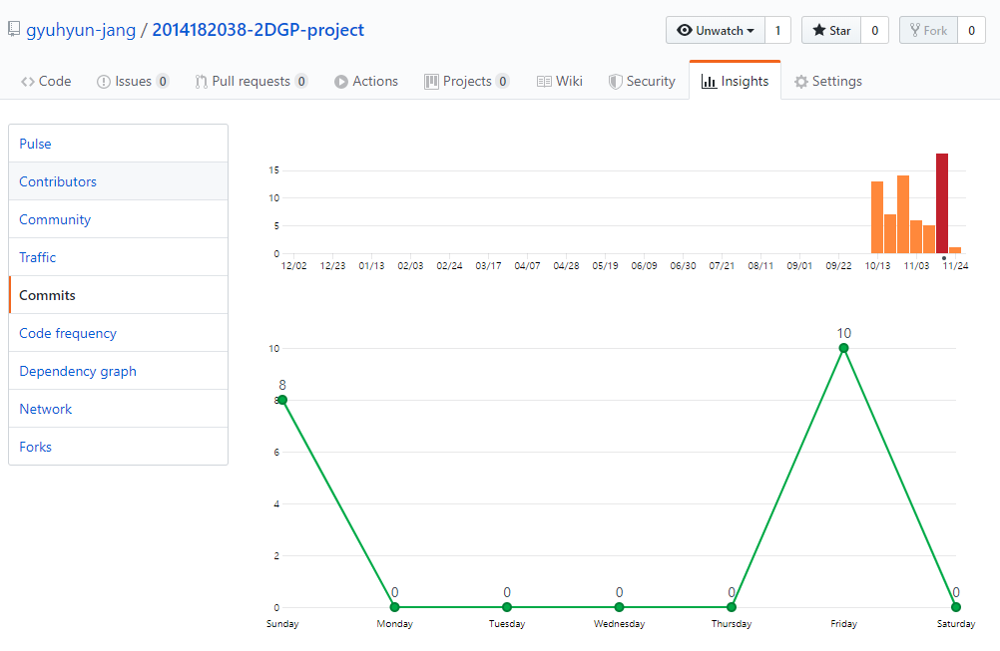 gyuhyun-jang / 2014182038-2DGP-project
Unwatch 1 Star 0 Fork 0
Code Issues 0 Pull requests 0 Actions Projects 0 Wiki Security Insights Settings
Pulse
Contributors
Community
Traffic
Commits
Code frequency
Dependency graph
Network
Forks
15
10
5
0
12/02 12/23 01/13 02/03 02/24 03/17 04/07 04/28 05/19 06/09 06/30 07/21 08/11 09/01 09/22 10/13 11/03 11/24
10
10
8
8
6
4
2
0 0 0 0 0 0
Sunday Monday Tuesday Wednesday Thursday Friday Saturday